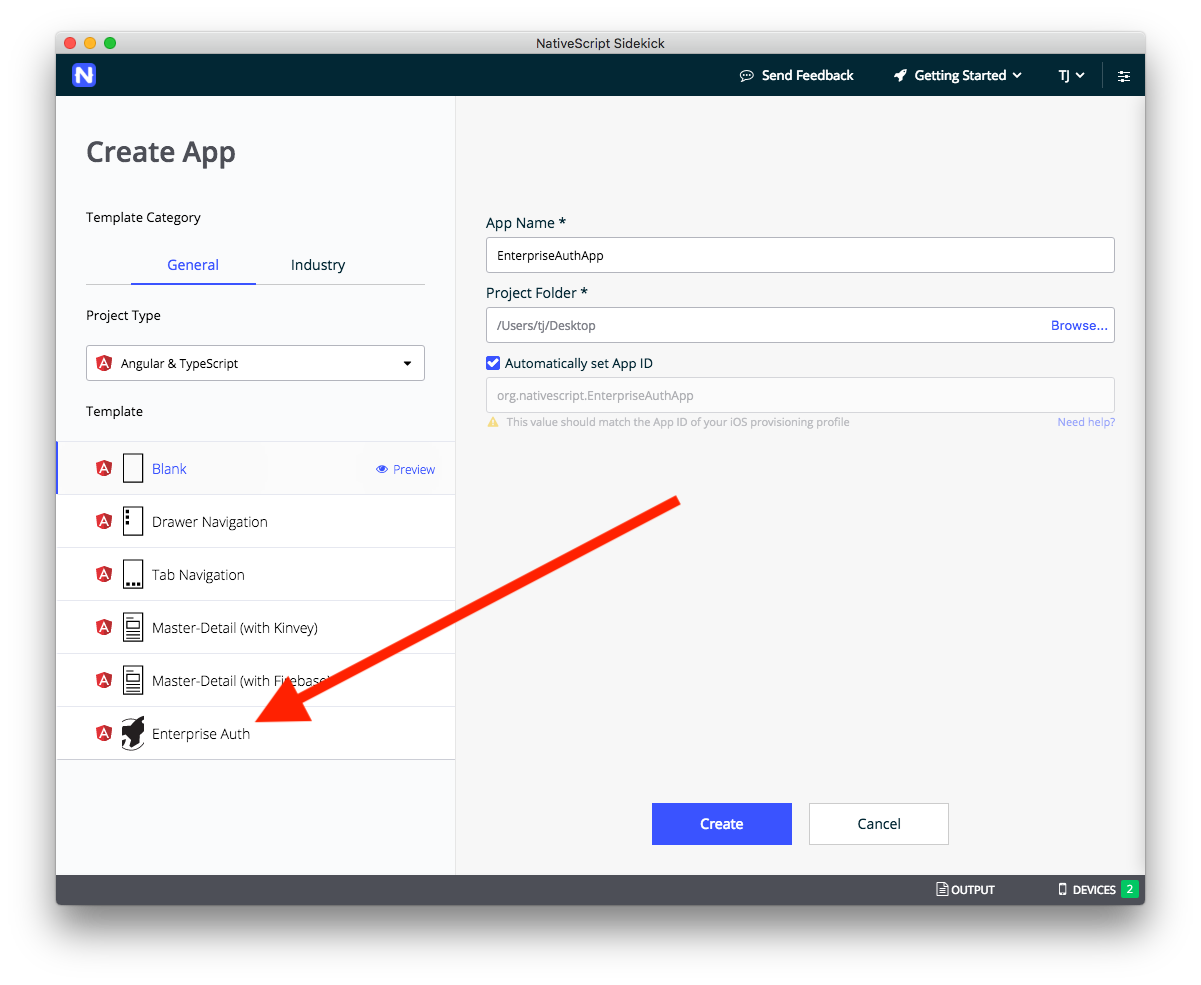 NativeScript Sidekick
N
Send Feedback
Getting Started
TJ
Create App
Template Category
General
Industry
Project Type
Angular & TypeScript
Template
Blank
Preview
Drawer Navigation
Tab Navigation
Master-Detail (with Kinvey)
Master-Detail (with Firebase)
Enterprise Auth
App Name *
EnterpriseAuthApp
Project Folder *
/Users/tj/Desktop
Browse...
Automatically set App ID
org.nativescript.EnterpriseAuthApp
This value should match the App ID of your iOS provisioning profile
Need help?
Create
Cancel
OUTPUT
DEVICES 2